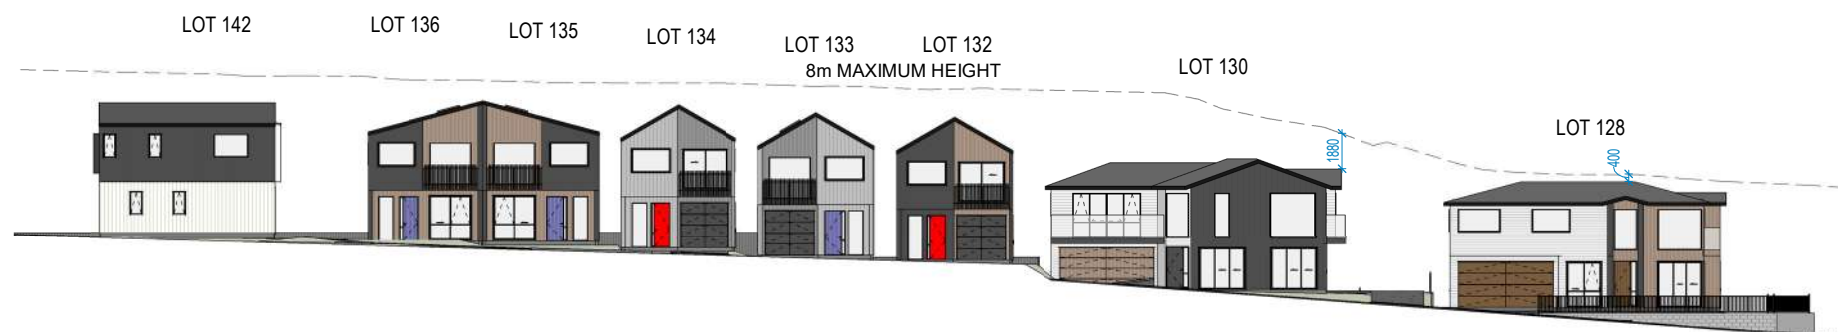 LOT 142
LOT 136
LOT 135
LOT 134
LOT 133
LOT 132
8m MAXIMUM HEIGHT
LOT 130
1880
LOT 128
400